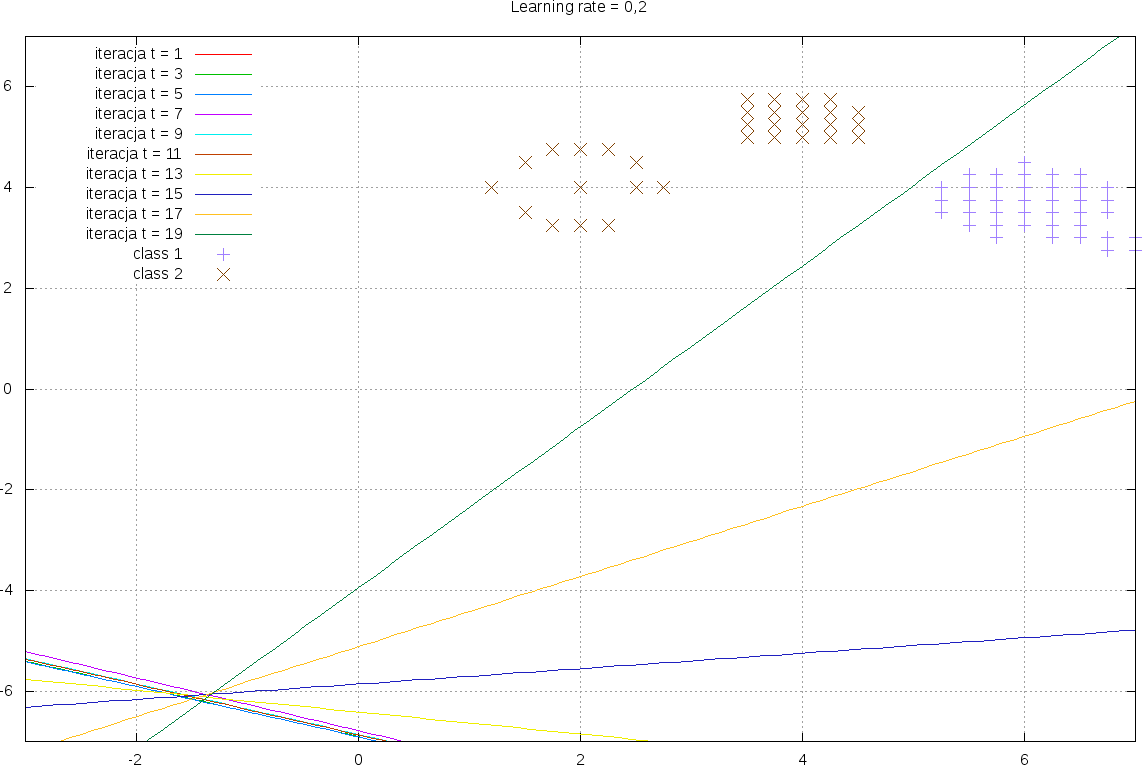 Learning rate = 0,2
iteracja t = 1
iteracja t = 3
iteracja t = 5
iteracja t = 7
iteracja t = 9
iteracja t = 11
iteracja t = 13
iteracja t = 15
iteracja t = 17
iteracja t = 19
class 1
class 2
6
4
2
0
-2
-4
-6
-2 0 2 4 6